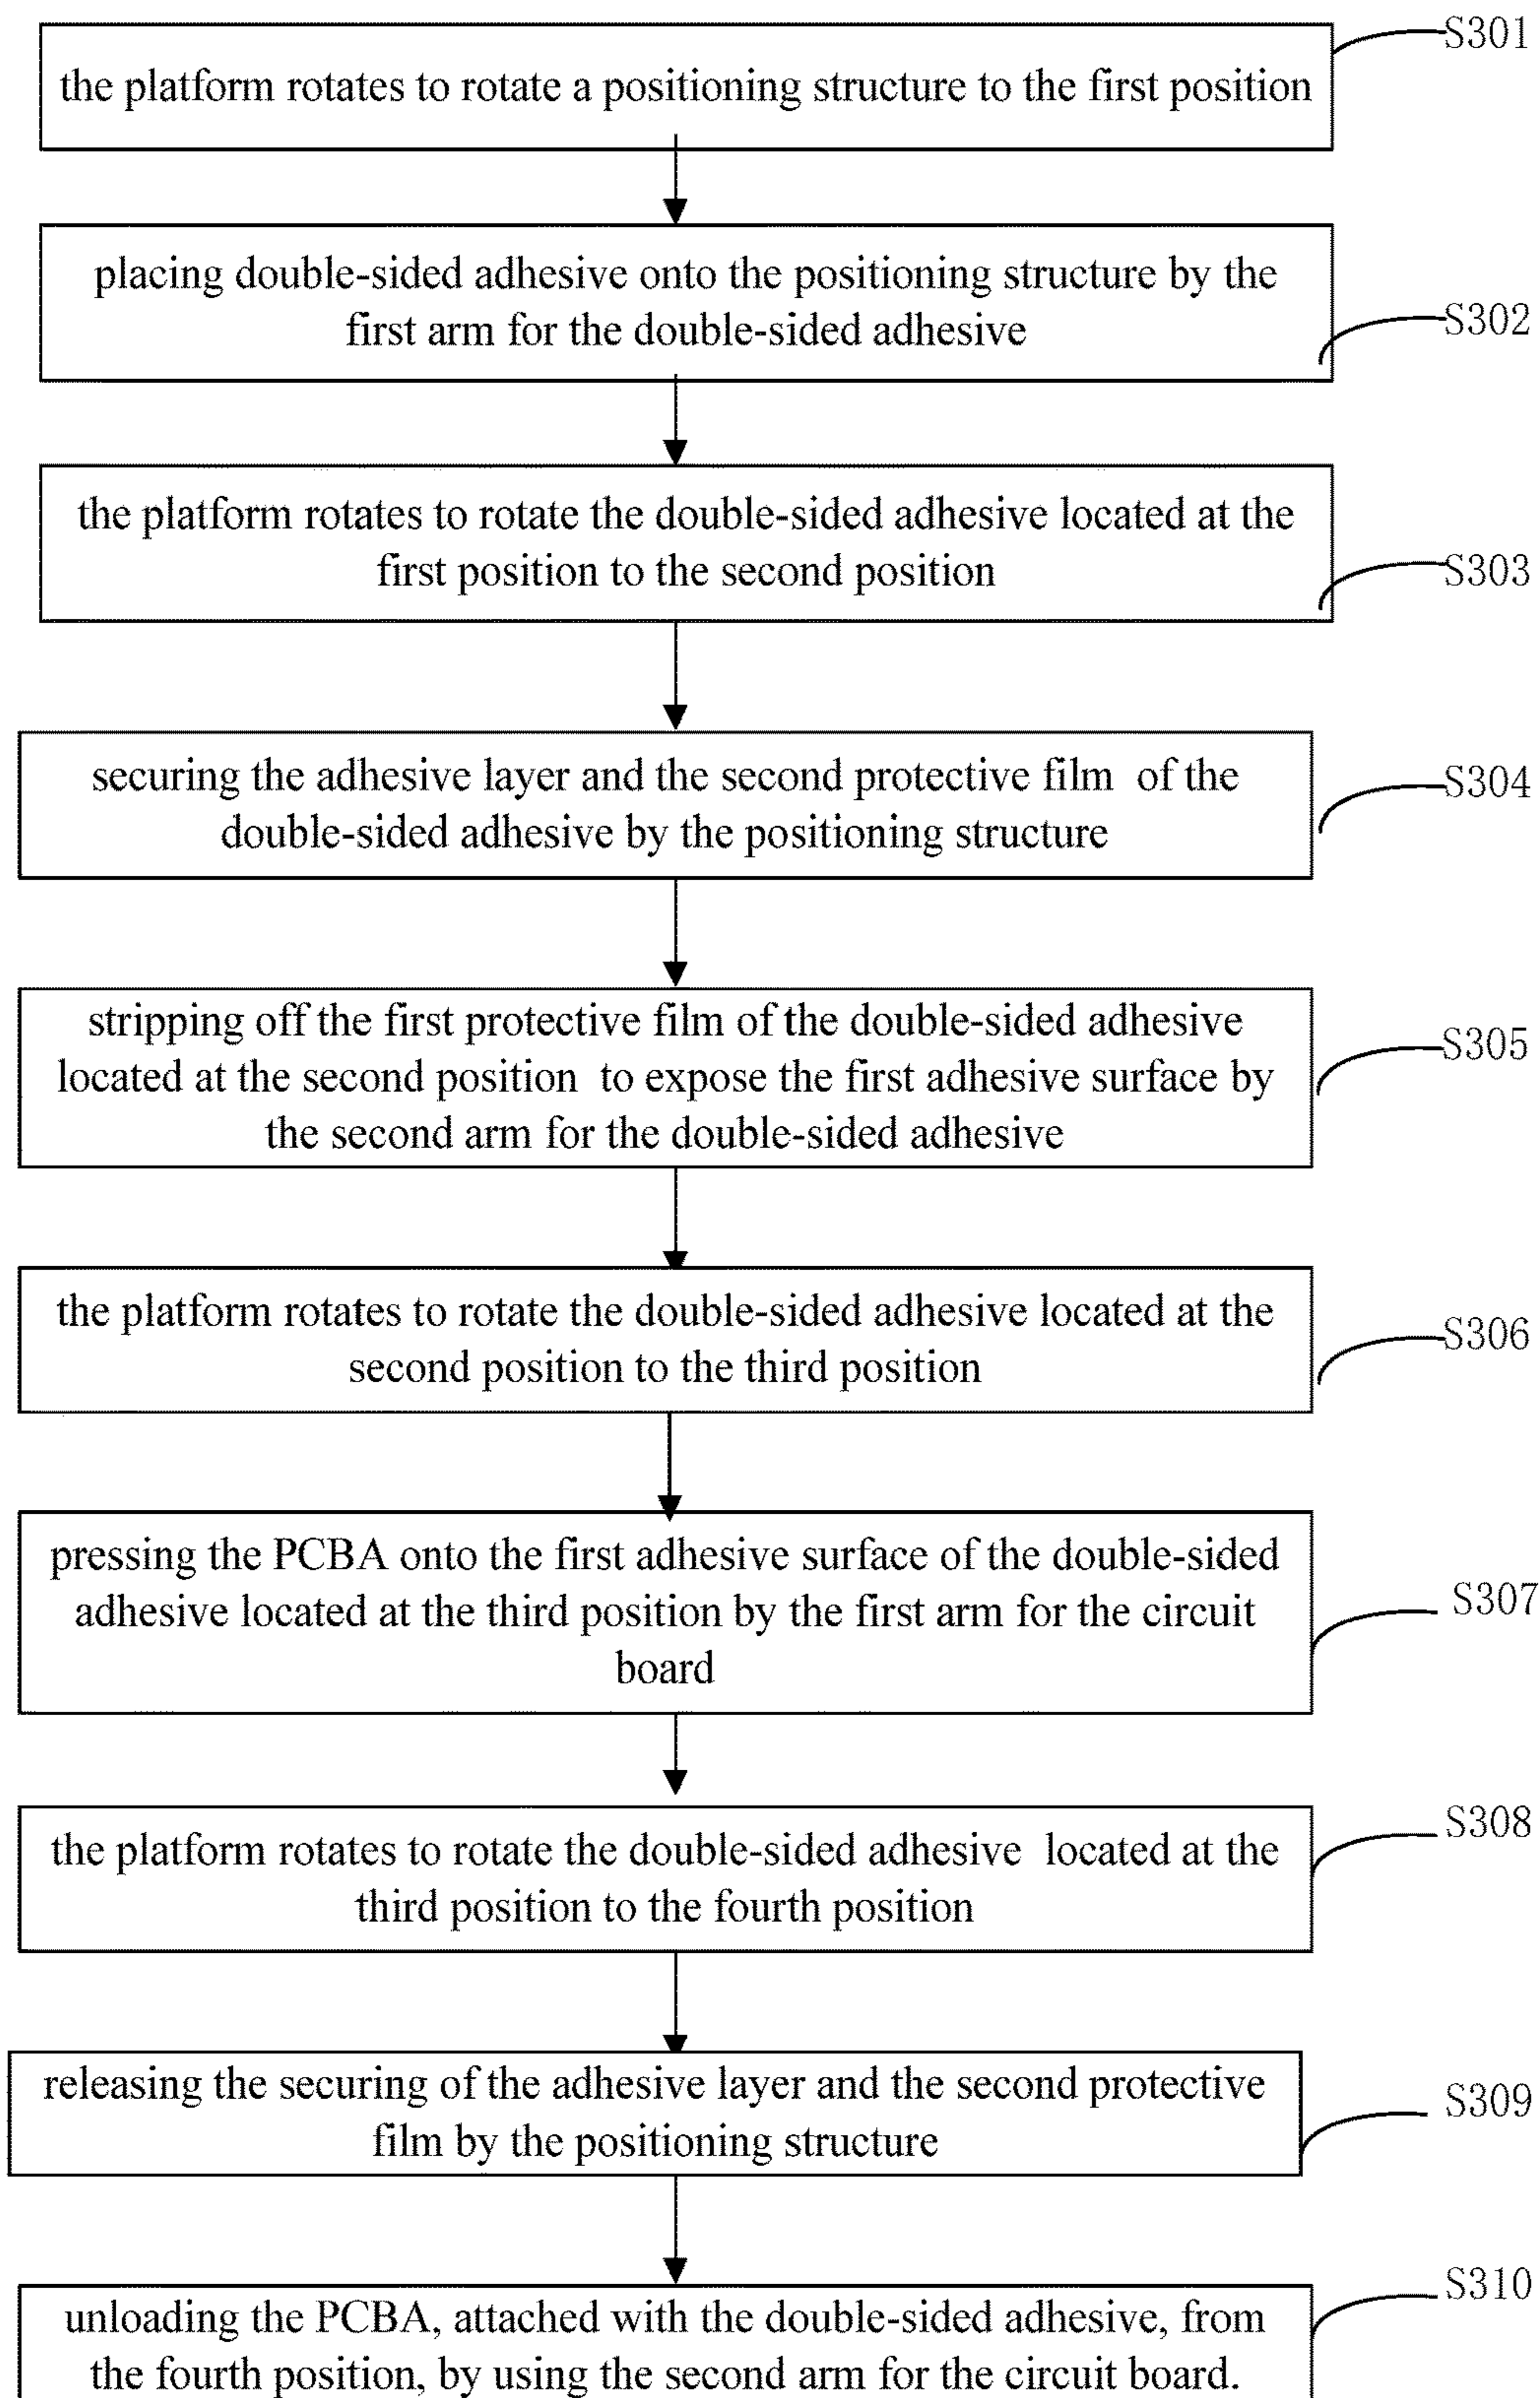 S301
the platform rotates to rotate a positioning structure to the first position
placing double-sided adhesive onto the positioning structure by the
first arm for the double-sided adhesive
S302
the platform rotates to rotate the double-sided adhesive located at the
first position to the second position
S303
securing the adhesive layer and the second protective film of the
double-sided adhesive by the positioning structure
S304
stripping off the first protective film of the double-sided adhesive
located at the second position to expose the first adhesive surface by
the second arm for the double-sided adhesive
S305
the platform rotates to rotate the double-sided adhesive located at the
second position to the third position
S306
pressing the PCBA onto the first adhesive surface of the double-sided
adhesive located at the third position by the first arm for the circuit
board
S307
the platform rotates to rotate the double-sided adhesive located at the
third position to the fourth position
S308
releasing the securing of the adhesive layer and the second protective
film by the positioning structure
S309
unloading the PCBA, attached with the double-sided adhesive, from
the fourth position, by using the second arm for the circuit board.
S310